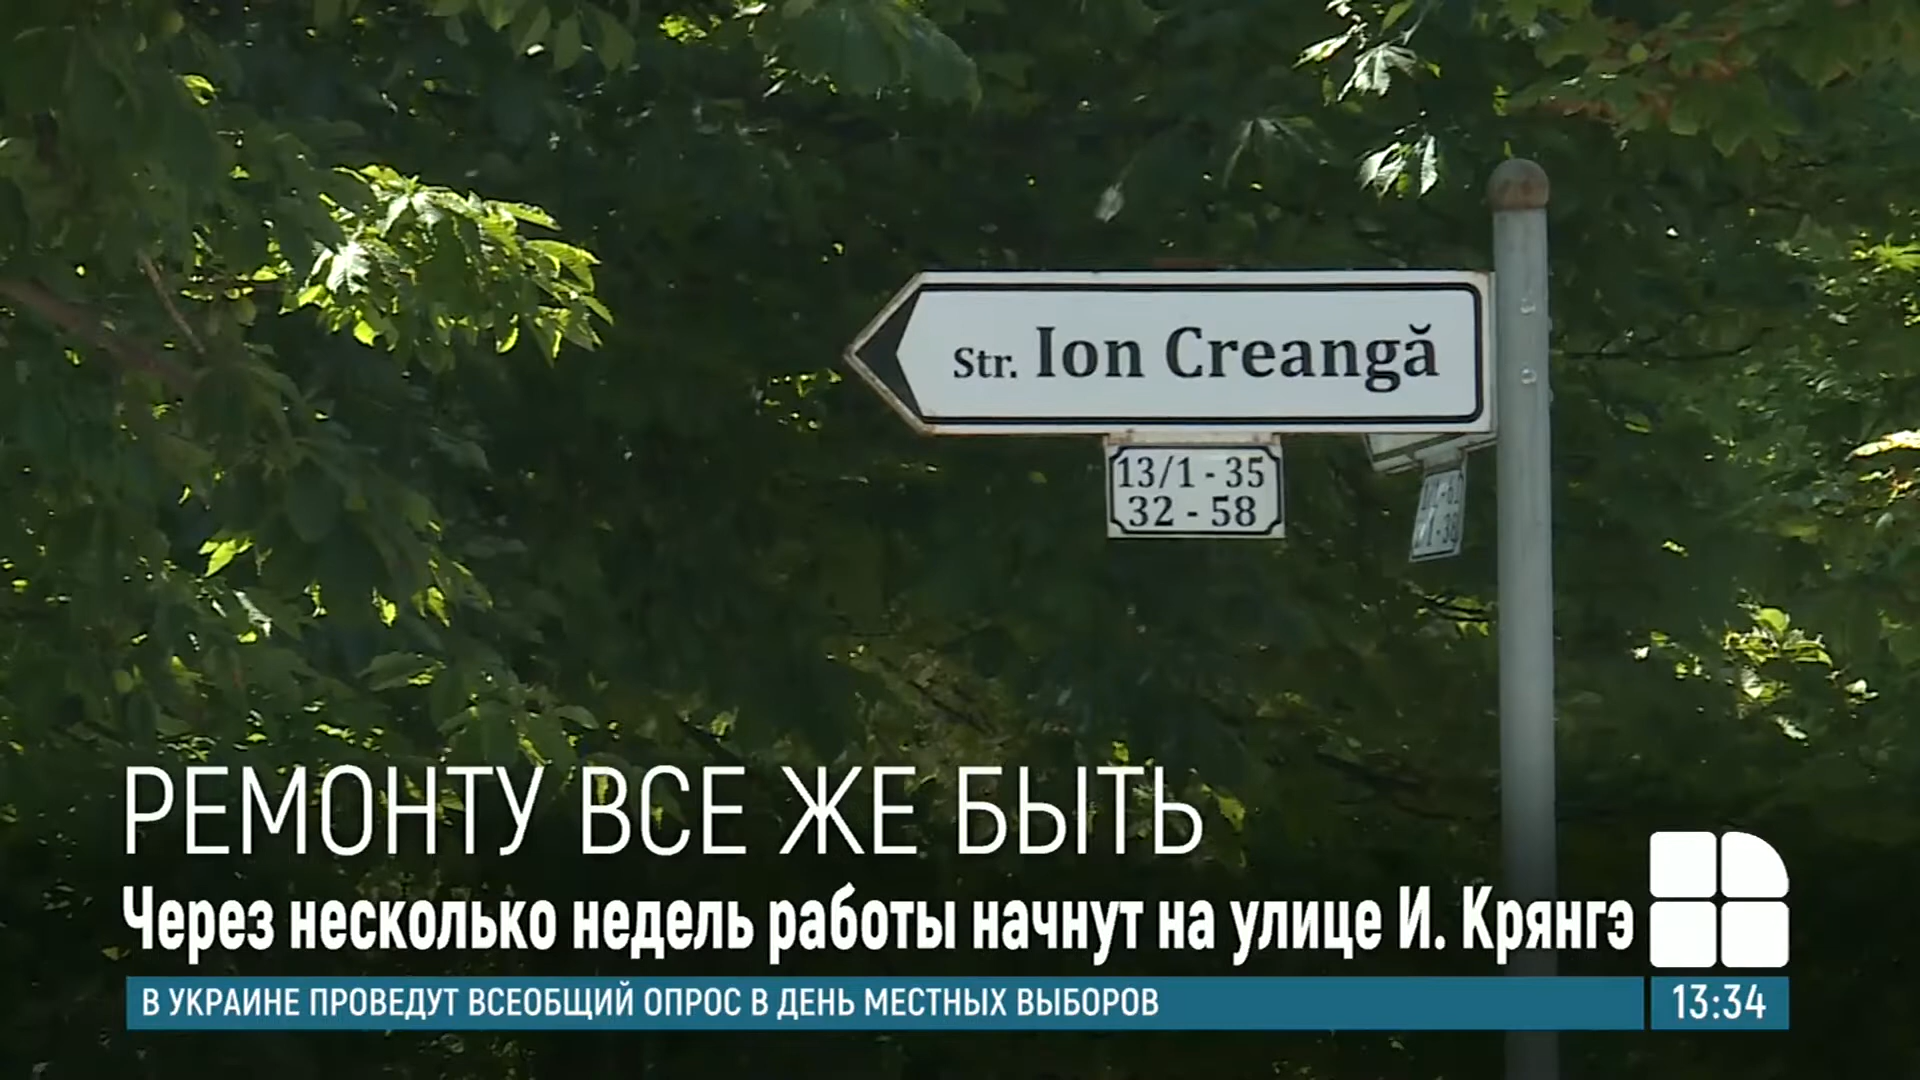 Str. Ion Creangă
13/1 - 35
32 - 58
РЕМОНТУ ВСЕ ЖЕ БЫТЬ
Через несколько недель работы начнут на улице И. Крянгэ
В УКРАИНЕ ПРОВЕДУТ ВСЕОБЩИЙ ОПРОС В ДЕНЬ МЕСТНЫХ ВЫБОРОВ
13:34